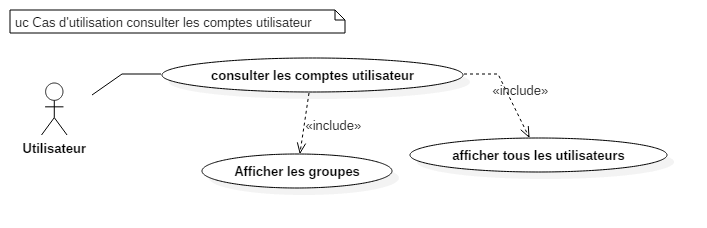 uc Cas d'utilisation consulter les comptes utilisateur
consulter les comptes utilisateur
«include»
«include»
Utilisateur
afficher tous les utilisateurs
Afficher les groupes